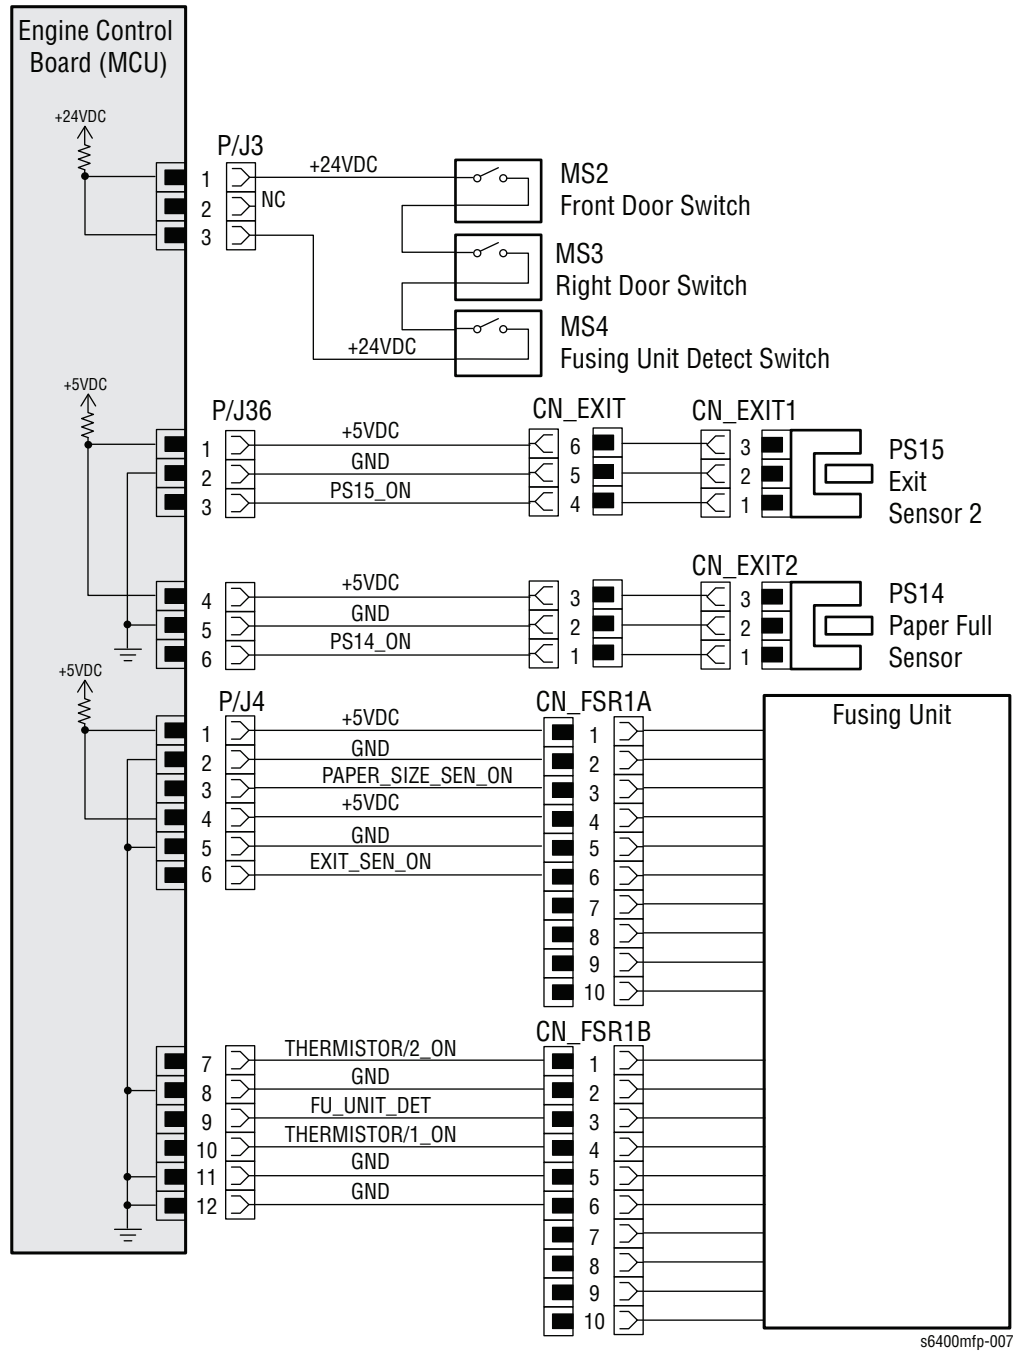 Engine Control
Board (MCU)
+24VDC
P/J3
1
2
3
NC
+24VDC
+24VDC
MS2
Front Door Switch
MS3
Right Door Switch
MS4
Fusing Unit Detect Switch
+5VDC
P/J36
1
2
3
+5VDC
GND
PS15_ON
CN_EXIT
6
5
4
CN_EXIT1
3
2
1
PS15
Exit
Sensor 2
4
5
6
+5VDC
GND
PS14_ON
3
2
1
CN_EXIT2
3
2
1
PS14
Paper Full
Sensor
+5VDC
P/J4
1
2
3
4
5
6
+5VDC
GND
PAPER_SIZE_SEN_ON
+5VDC
GND
EXIT_SEN_ON
CN_FSR1A
1
2
3
4
5
6
7
8
9
10
Fusing Unit
7
8
9
10
11
12
THERMISTOR/2_ON
GND
FU_UNIT_DET
THERMISTOR/1_ON
GND
GND
CN_FSR1B
1
2
3
4
5
6
7
8
9
10
s6400mfp-007